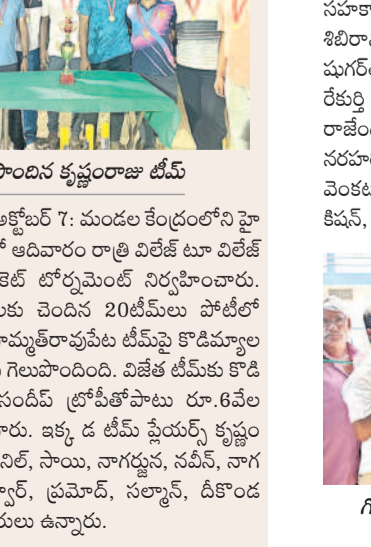 పొందిన కృష్ణంరాజు టీమ్
అక్టోబర్ 7: మండల కేంద్రంలోని హై
ఆదివారం రాత్రి విలేజ్ టూ విలేజ్
కెట్ టోర్నమెంట్ నిర్వహించారు.
లకు చెందిన 20టీమ్‌లు పోటీలో
మ్మత్‌రావుపేట టీమ్‌పై కొడిమ్యాల
గెలుపొందింది. విజేత టీమ్‌కు కొడి
సందీప్ ట్రోపీతోపాటు రూ.6వేల
చారు. ఇక్క డ టీమ్ ప్లేయర్స్ కృష్ణం
నిల్, సాయి, నాగర్జున, నవీన్, నాగ
వార్, ప్రమోద్, సల్మాన్, దీకొండ
రులు ఉన్నారు.
సహకా
శిబిరా
షుగర్
రేకుర్తి
రాజేం
నరహ
వెంకట
కిషన్,